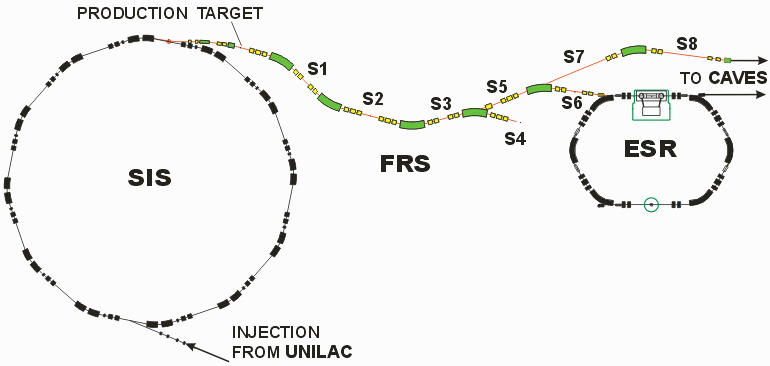 PRODUCTION TARGET
S1
S2
S3
S4
S5
S6
S7
S8
TO CAVES
SIS
FRS
ESR
INJECTION
FROM UNILAC